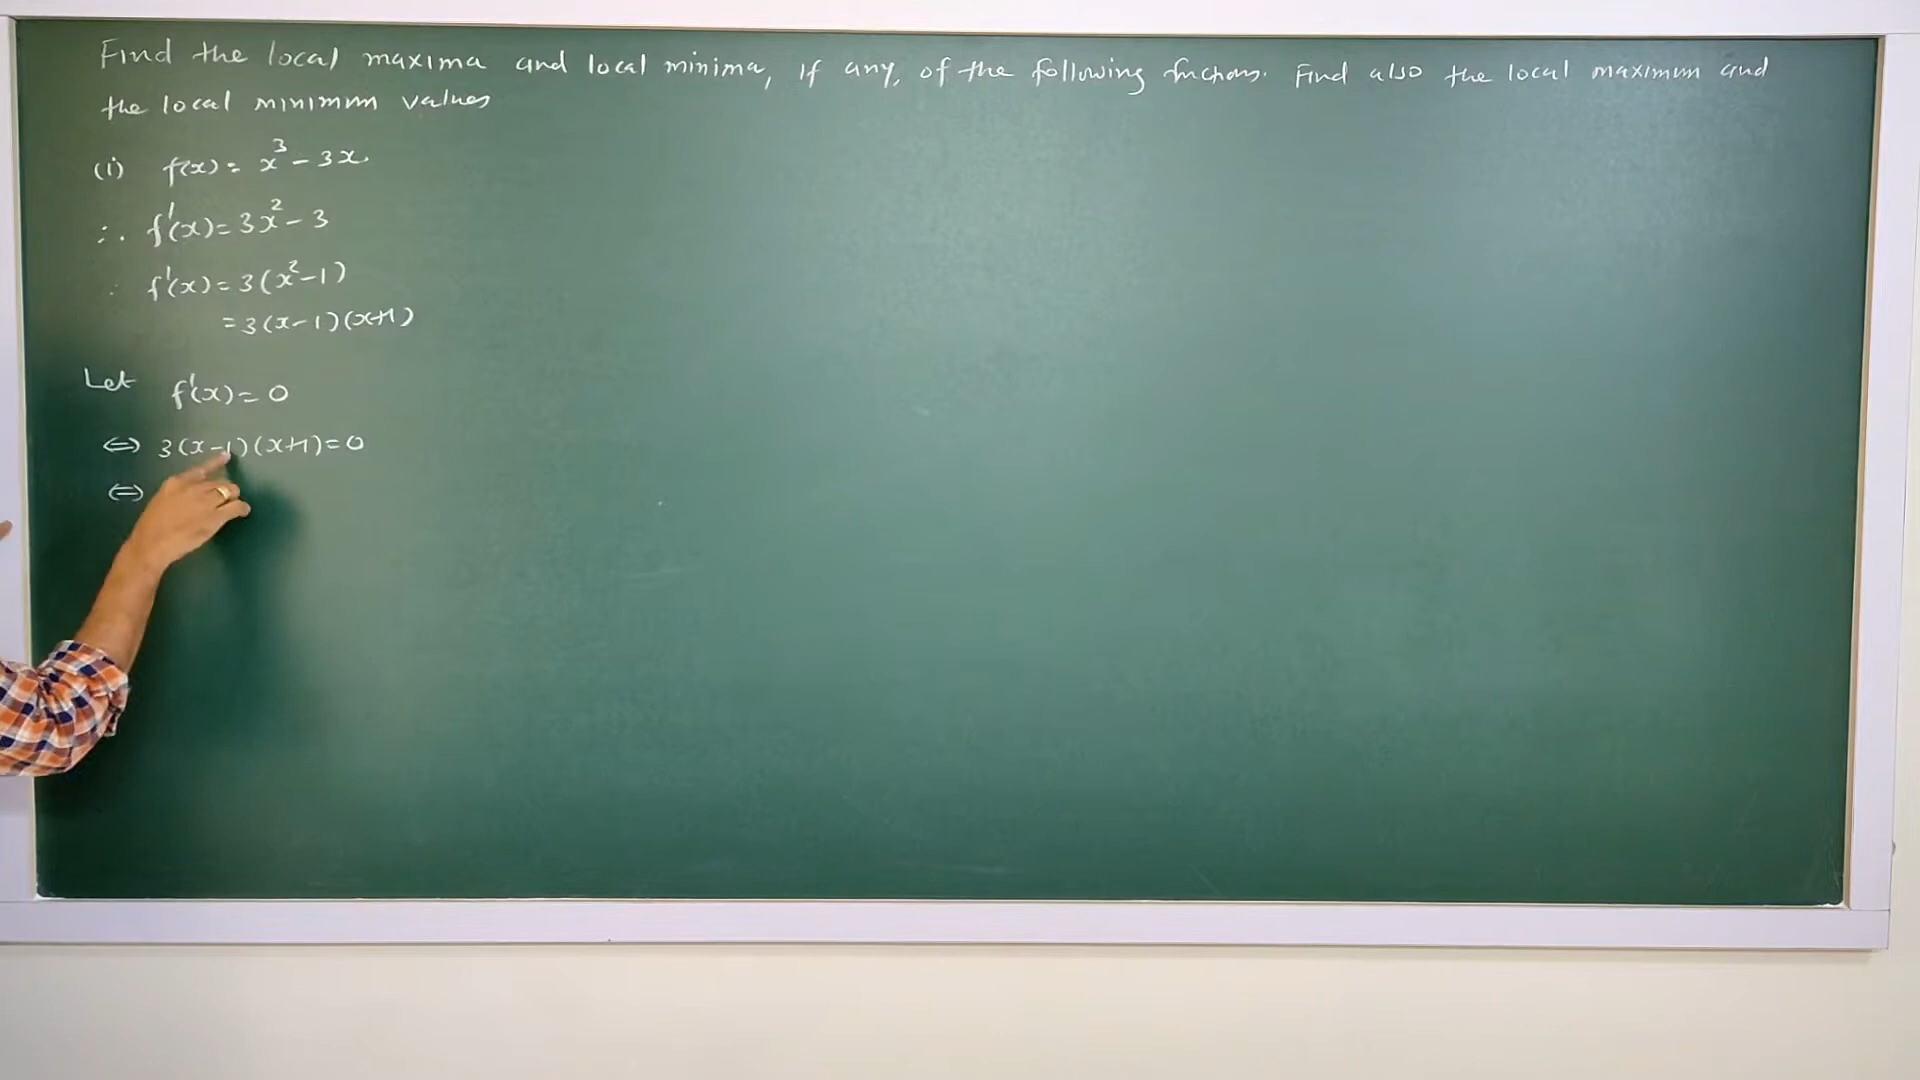 Find the local maxima and local minima, if any, of the following functions. Find also the local maximum and
the local minimum values
(i) f(x) = x³ - 3x.
∴ f'(x) = 3x² - 3
∴ f'(x) = 3(x² - 1)
= 3(x - 1)(x + 1)
Let f'(x) = 0
⇔ 3(x - 1)(x + 1) = 0
⇔